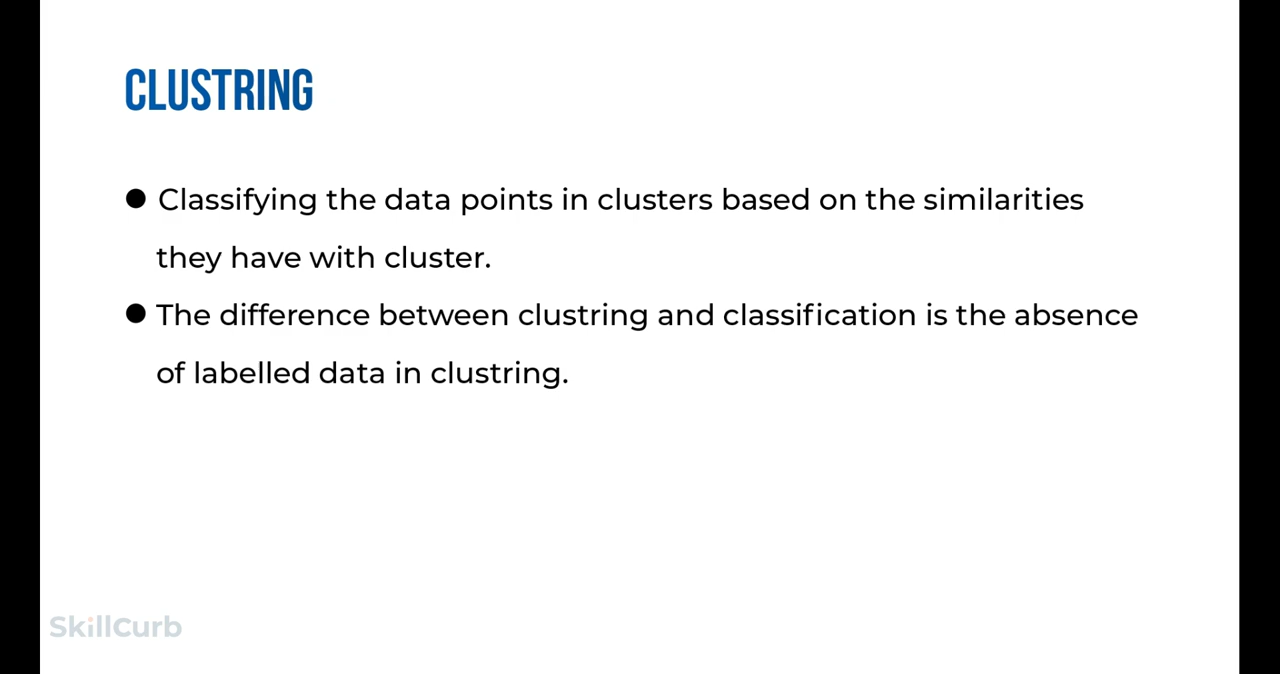 CLUSTRING
● Classifying the data points in clusters based on the similarities
they have with cluster.
● The difference between clustring and classification is the absence
of labelled data in clustring.
SkillCurb